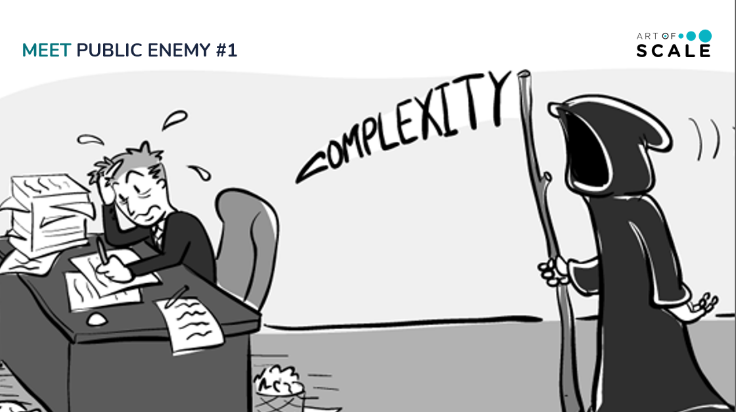 MEET PUBLIC ENEMY #1
ART OF
SCALE
COMPLEXITY